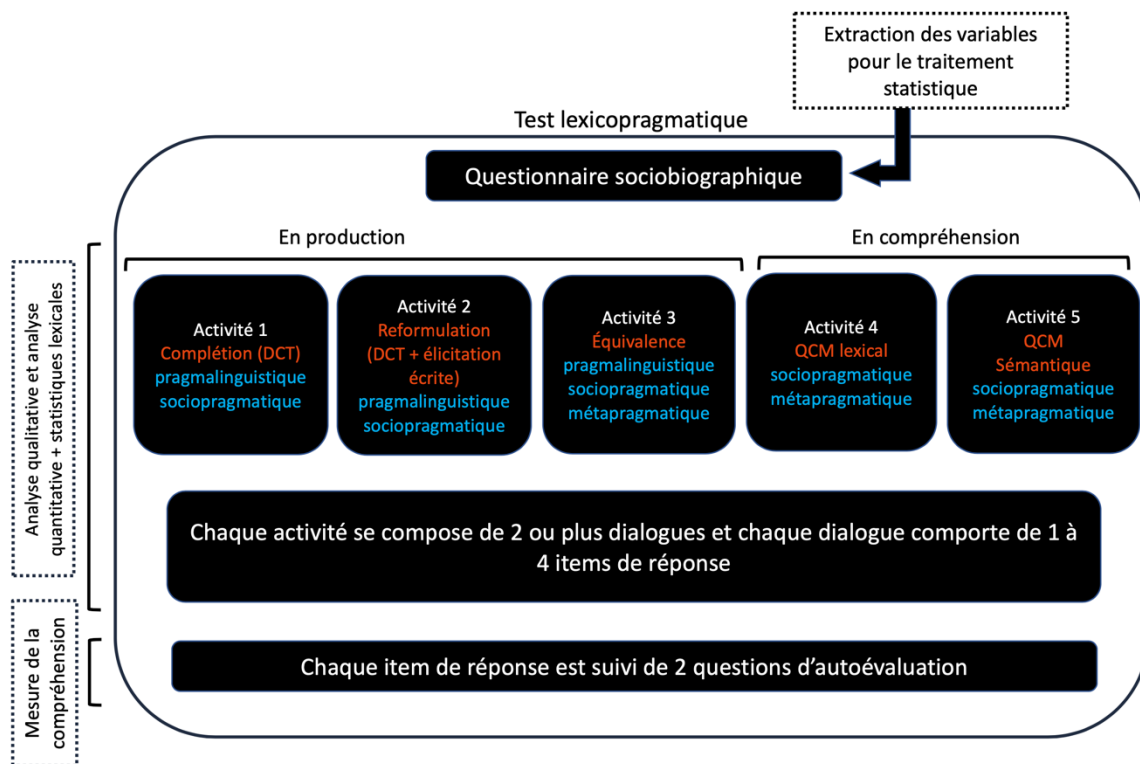 Extraction des variables
pour le traitement
statistique
Test lexicopragmatique
Questionnaire sociobiographique
En production
En compréhension
Activité 1
Complétion (DCT)
pragmalinguistique
sociopragmatique
Activité 2
Reformulation
(DCT + élicitation
écrite)
pragmalinguistique
sociopragmatique
Activité 3
Équivalence
pragmalinguistique
sociopragmatique
métapragmatique
Activité 4
QCM lexical
sociopragmatique
métapragmatique
Activité 5
QCM
Sémantique
sociopragmatique
métapragmatique
Analyse qualitative et analyse
quantitative + statistiques lexicales
Chaque activité se compose de 2 ou plus dialogues et chaque dialogue comporte de 1 à
4 items de réponse
Mesure de la
compréhension
Chaque item de réponse est suivi de 2 questions d’autoévaluation